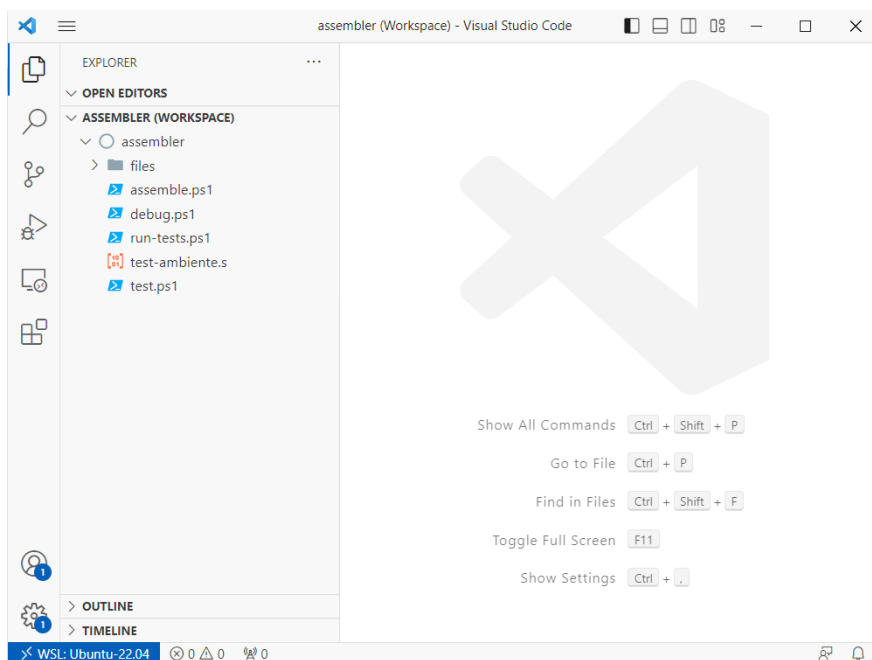 assembler (Workspace) - Visual Studio Code
EXPLORER
OPEN EDITORS
ASSEMBLER (WORKSPACE)
assembler
files
assemble.ps1
debug.ps1
run-tests.ps1
test-ambiente.s
test.ps1
Show All Commands Ctrl + Shift + P
Go to File Ctrl + P
Find in Files Ctrl + Shift + F
Toggle Full Screen F11
Show Settings Ctrl + ,
1
1
OUTLINE
TIMELINE
WSL: Ubuntu-22.04 0 0 0